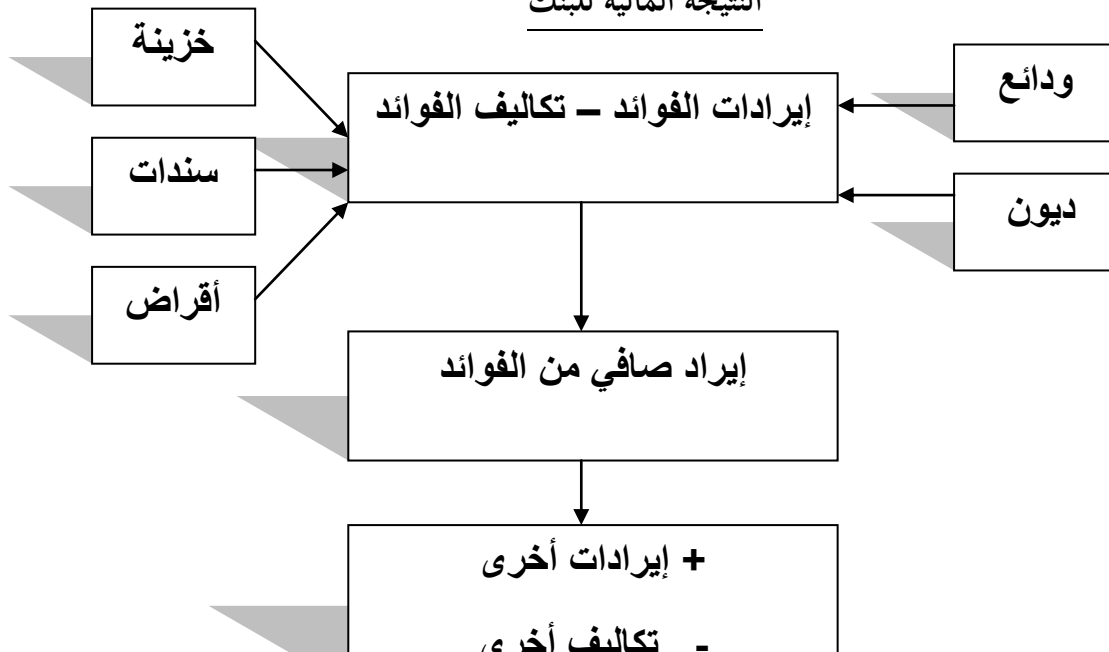 النتيجة المالية للبنك
خزينة
ودائع
إيرادات الفوائد – تكاليف الفوائد
سندات
ديون
أقراض
إيراد صافي من الفوائد
+ إيرادات أخرى
- تكاليف أخرى